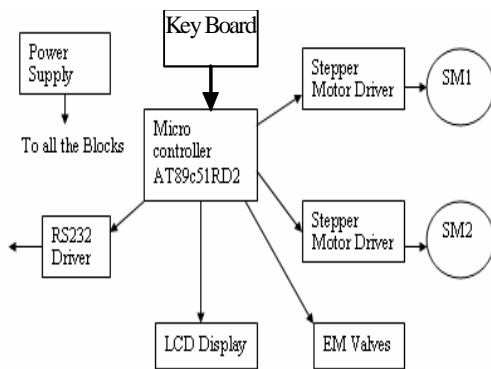 Key Board
Power
Supply
To all the Blocks
Micro
controller
AT89c51RD2
Stepper
Motor Driver
SM1
Stepper
Motor Driver
SM2
RS232
Driver
LCD Display
EM Valves